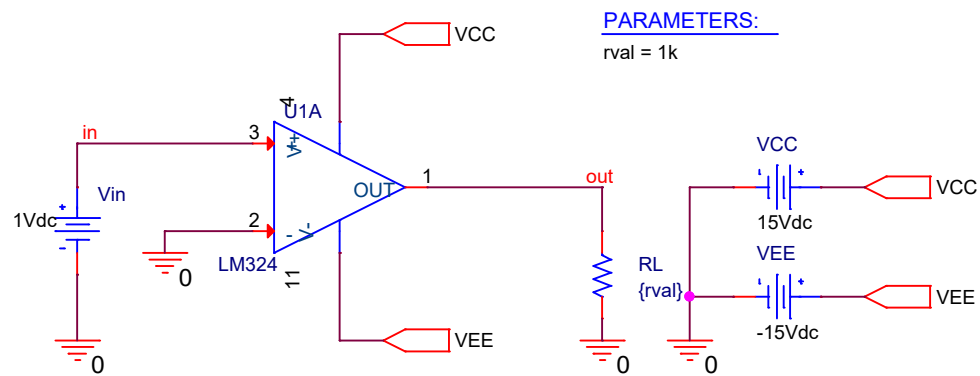 PARAMETERS:
rval = 1k
VCC
4
U1A
in
3
V+
+
1
out
OUT
Vin
1Vdc
+
-
2
-
V-
LM324
11
0
0
VEE
RL
{rval}
0
VCC
-
+
VCC
15Vdc
VEE
-
+
VEE
-15Vdc
0